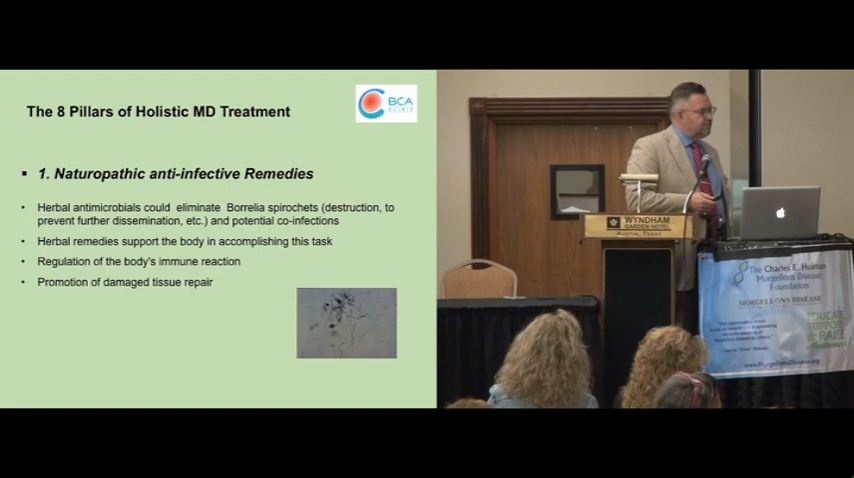 The 8 Pillars of Holistic MD Treatment
BCA
CLINIC
▪ 1. Naturopathic anti-infective Remedies
• Herbal antimicrobials could eliminate Borrelia spirochets (destruction, to
prevent further dissemination, etc.) and potential co-infections
• Herbal remedies support the body in accomplishing this task
• Regulation of the body's immune reaction
• Promotion of damaged tissue repair
WYNDHAM
GARDEN HOTEL
AUSTIN, TEXAS
The Charles E. Holman
Morgellons Disease
Foundation
MORGELLONS DISEASE
EDUCATE
SUPPORT
& RAISE